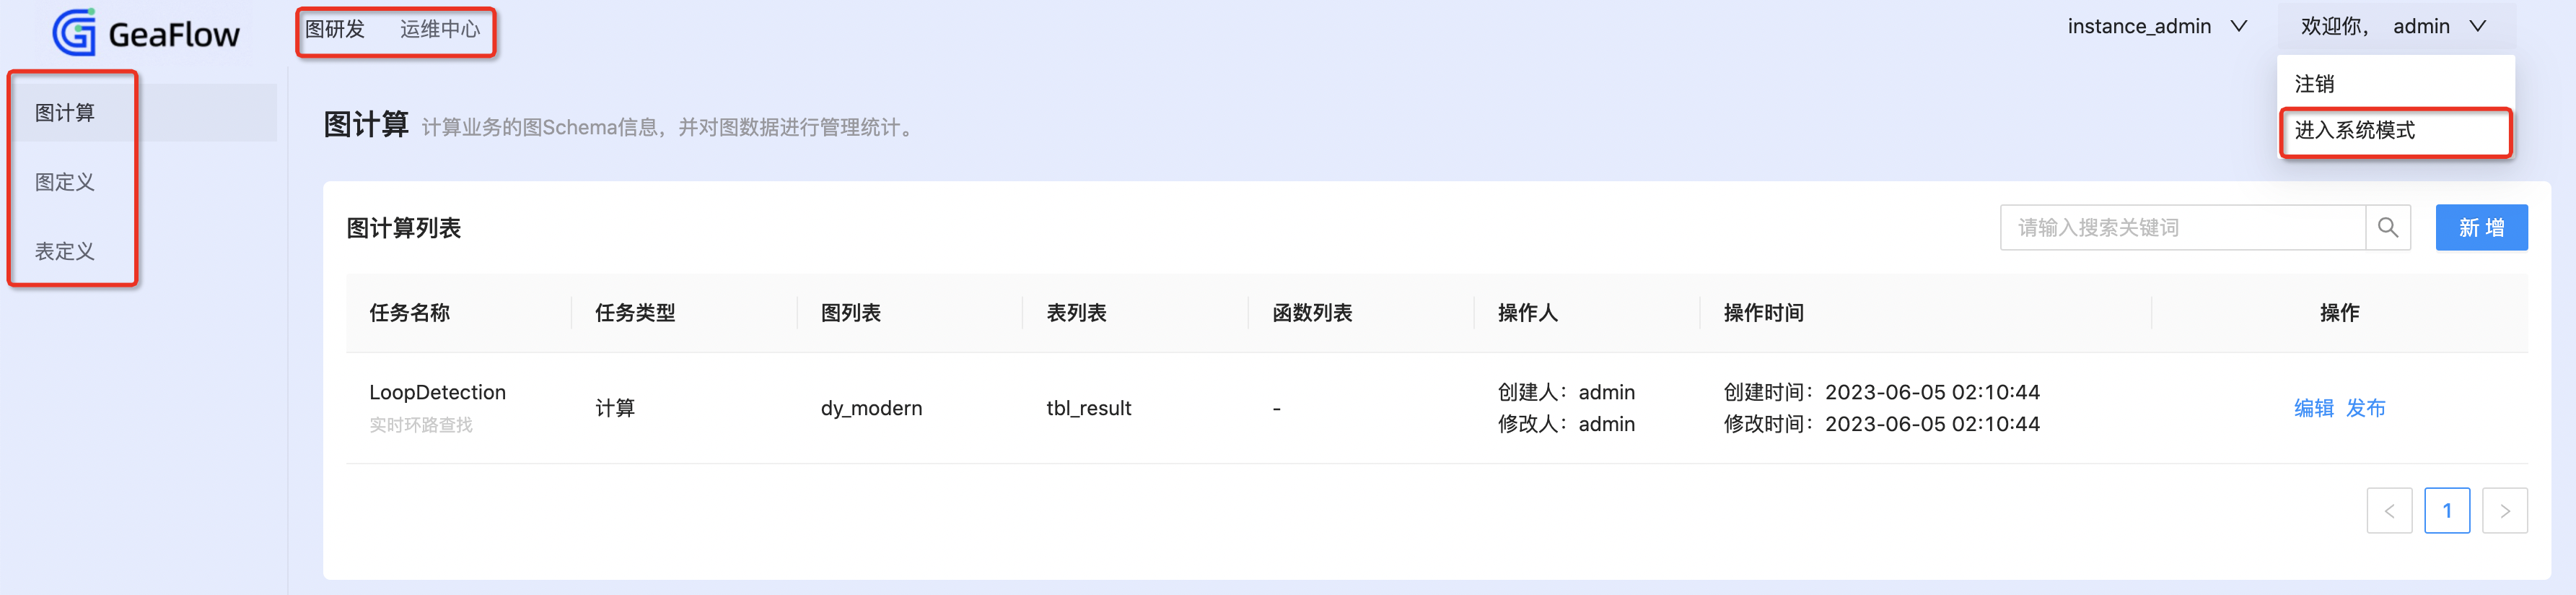 GeaFlow
图研发 运维中心
instance_admin
欢迎你， admin
注销
进入系统模式
图计算
图定义
表定义
图计算 计算业务的图Schema信息，并对图数据进行管理统计。
图计算列表
请输入搜索关键词
新 增
任务名称 任务类型 图列表 表列表 函数列表 操作人 操作时间 操作
LoopDetection
实时环路查找
计算
dy_modern
tbl_result
-
创建人：admin
修改人：admin
创建时间：2023-06-05 02:10:44
修改时间：2023-06-05 02:10:44
编辑 发布
< 1 >